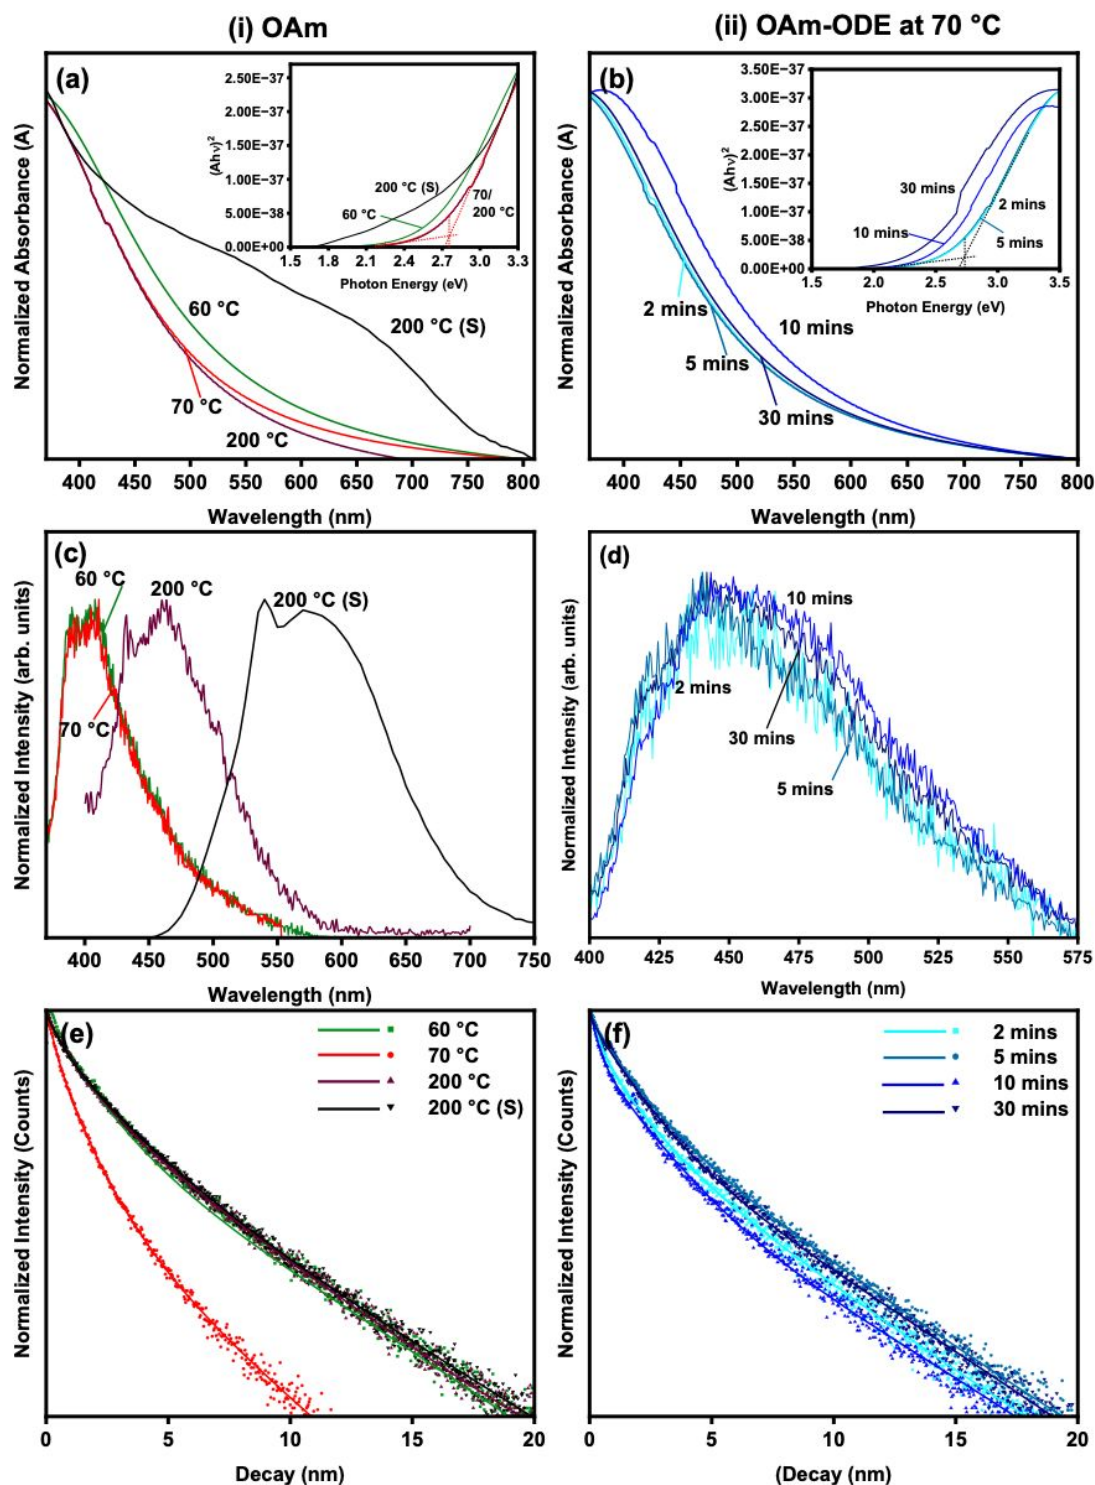 (i) OAm
(ii) OAm-ODE at 70 °C
(a)
Normalized Absorbance (A)
(Ahν)²
2.50E−37
2.00E−37
1.50E−37
1.00E−37
5.00E−38
0.00E+00
1.5 2.1 2.7 3.3
Photon Energy (eV)
200 °C (S)
60 °C
70/
200 °C
60 °C
200 °C (S)
70 °C
200 °C
400 450 500 550 600 650 700 750 800
Wavelength (nm)
(b)
Normalized Absorbance (A)
(Ahν)²
3.50E−37
3.00E−37
2.50E−37
2.00E−37
1.50E−37
1.00E−37
5.00E−38
0.00E+00
1.5 2.0 2.5 3.0 3.5
Photon Energy (eV)
30 mins
2 mins
10 mins
5 mins
2 mins
10 mins
5 mins
30 mins
400 450 500 550 600 650 700 750 800
Wavelength (nm)
(c)
Normalized Intensity (arb. units)
60 °C
200 °C
200 °C (S)
70 °C
400 450 500 550 600 650 700 750
Wavelength (nm)
(d)
Normalized Intensity (arb. units)
10 mins
2 mins
30 mins
5 mins
400 425 450 475 500 525 550 575
Wavelength (nm)
(e)
Normalized Intensity (Counts)
60 °C
70 °C
200 °C
200 °C (S)
0 5 10 15 20
Decay (nm)
(f)
Normalized Intensity (Counts)
2 mins
5 mins
10 mins
30 mins
0 5 10 15 20
(Decay (nm)